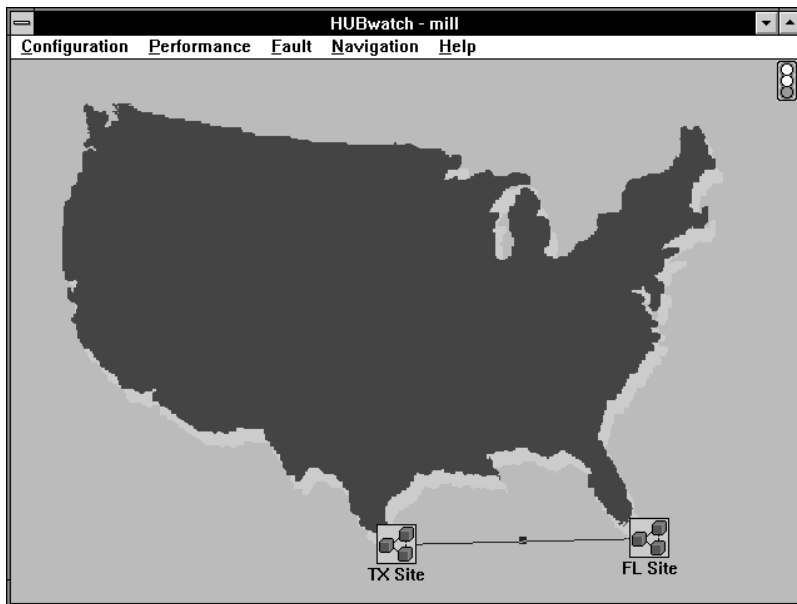 HUBwatch - mill
Configuration Performance Fault Navigation Help
TX Site
FL Site